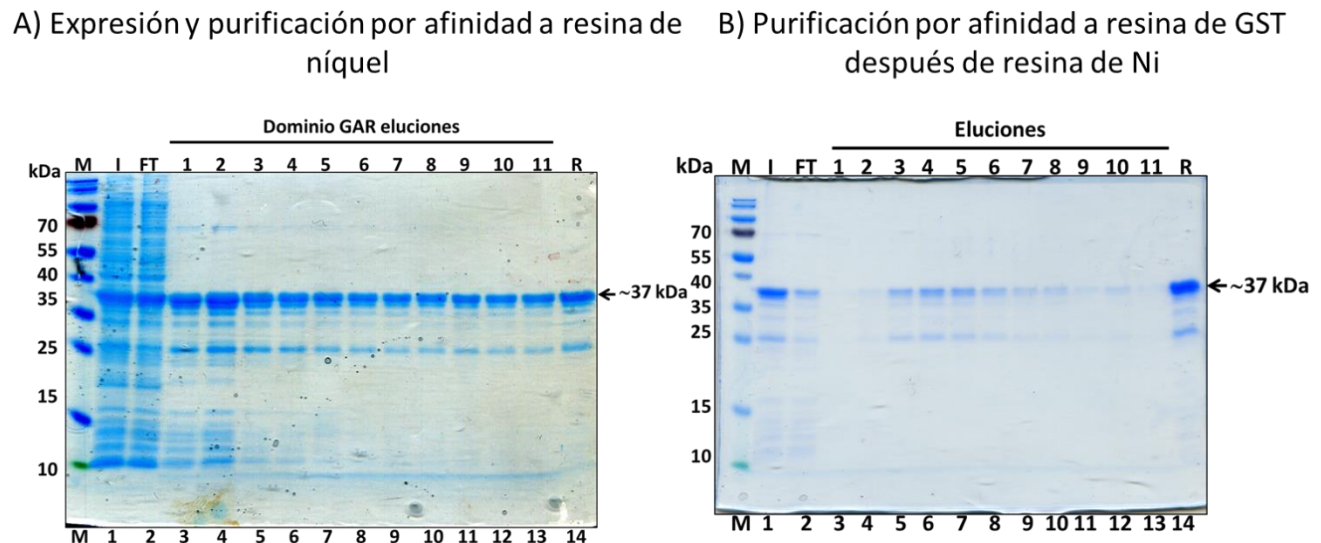 A) Expresión y purificación por afinidad a resina de
níquel
Dominio GAR eluciones
kDa M I FT 1 2 3 4 5 6 7 8 9 10 11 R
70
55
40
35
25
15
10
←~37 kDa
M 1 2 3 4 5 6 7 8 9 10 11 12 13 14
B) Purificación por afinidad a resina de GST
después de resina de Ni
Eluciones
kDa M I FT 1 2 3 4 5 6 7 8 9 10 11 R
70
55
40
35
25
15
10
←~37 kDa
M 1 2 3 4 5 6 7 8 9 10 11 12 13 14